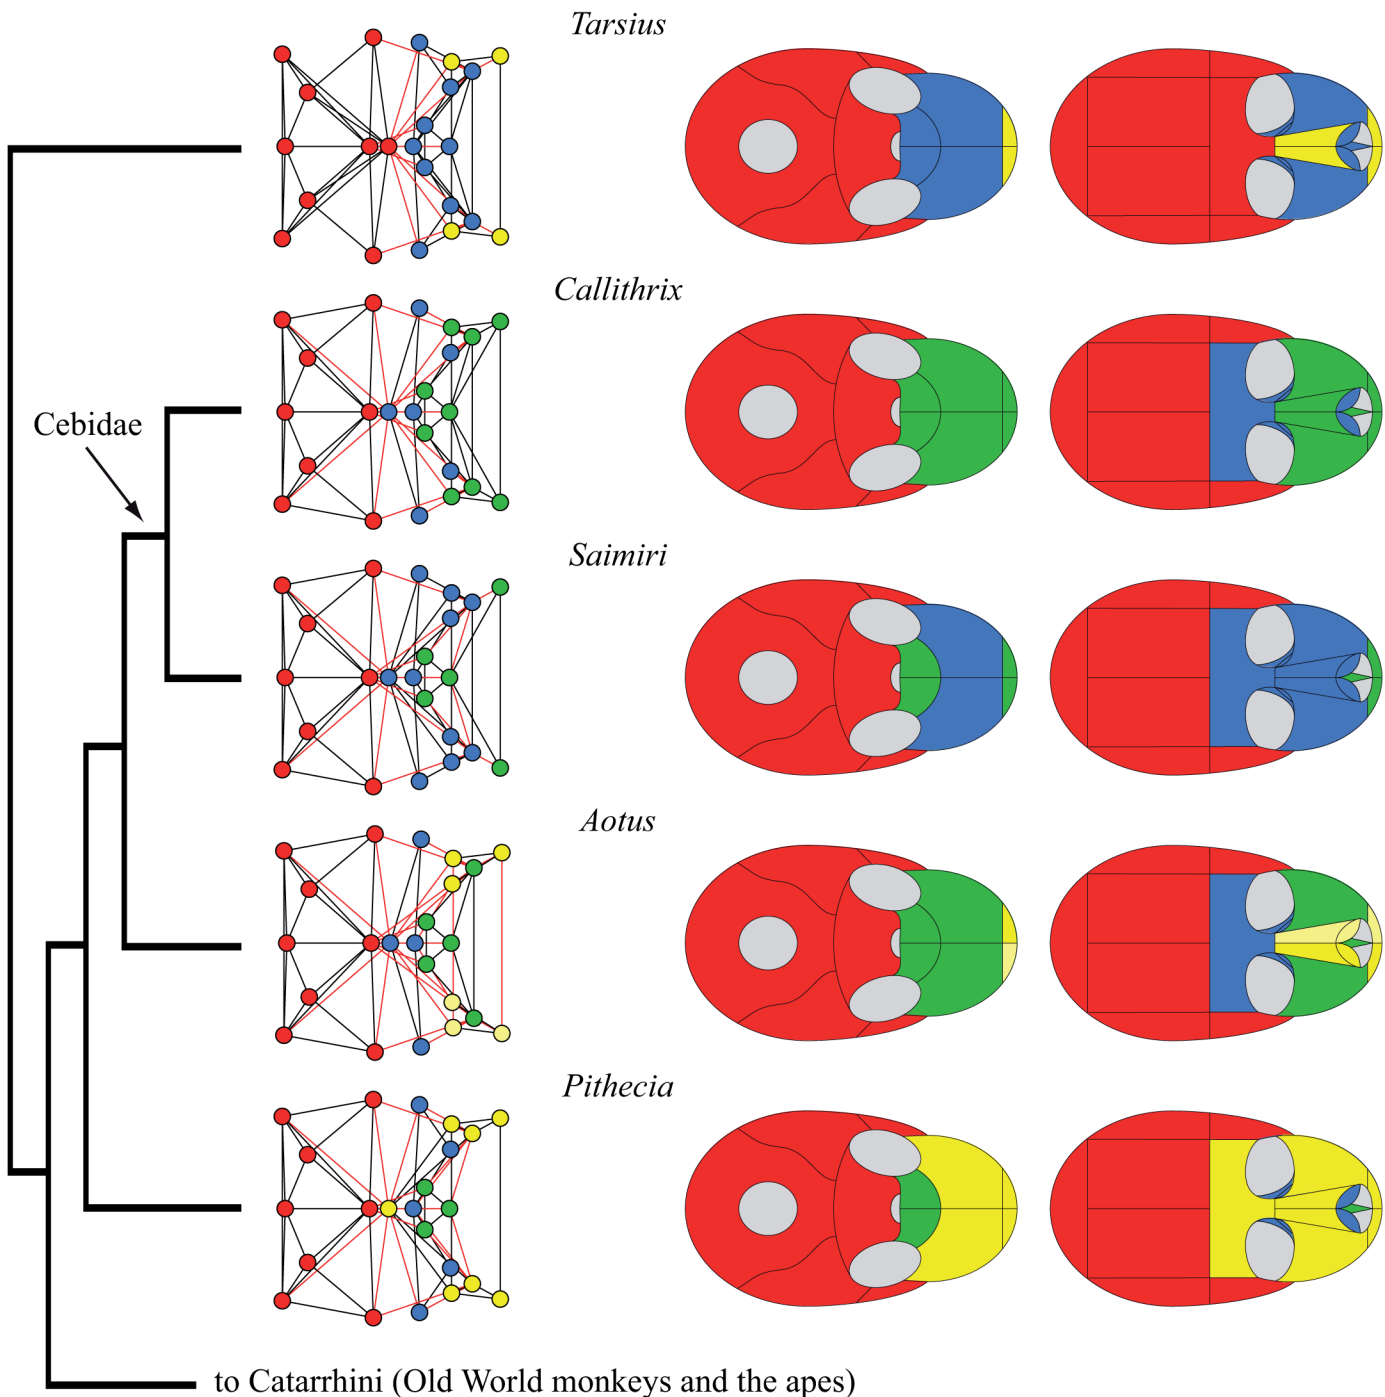 Tarsius
Callithrix
Cebidae
Saimiri
Aotus
Pithecia
to Catarrhini (Old World monkeys and the apes)